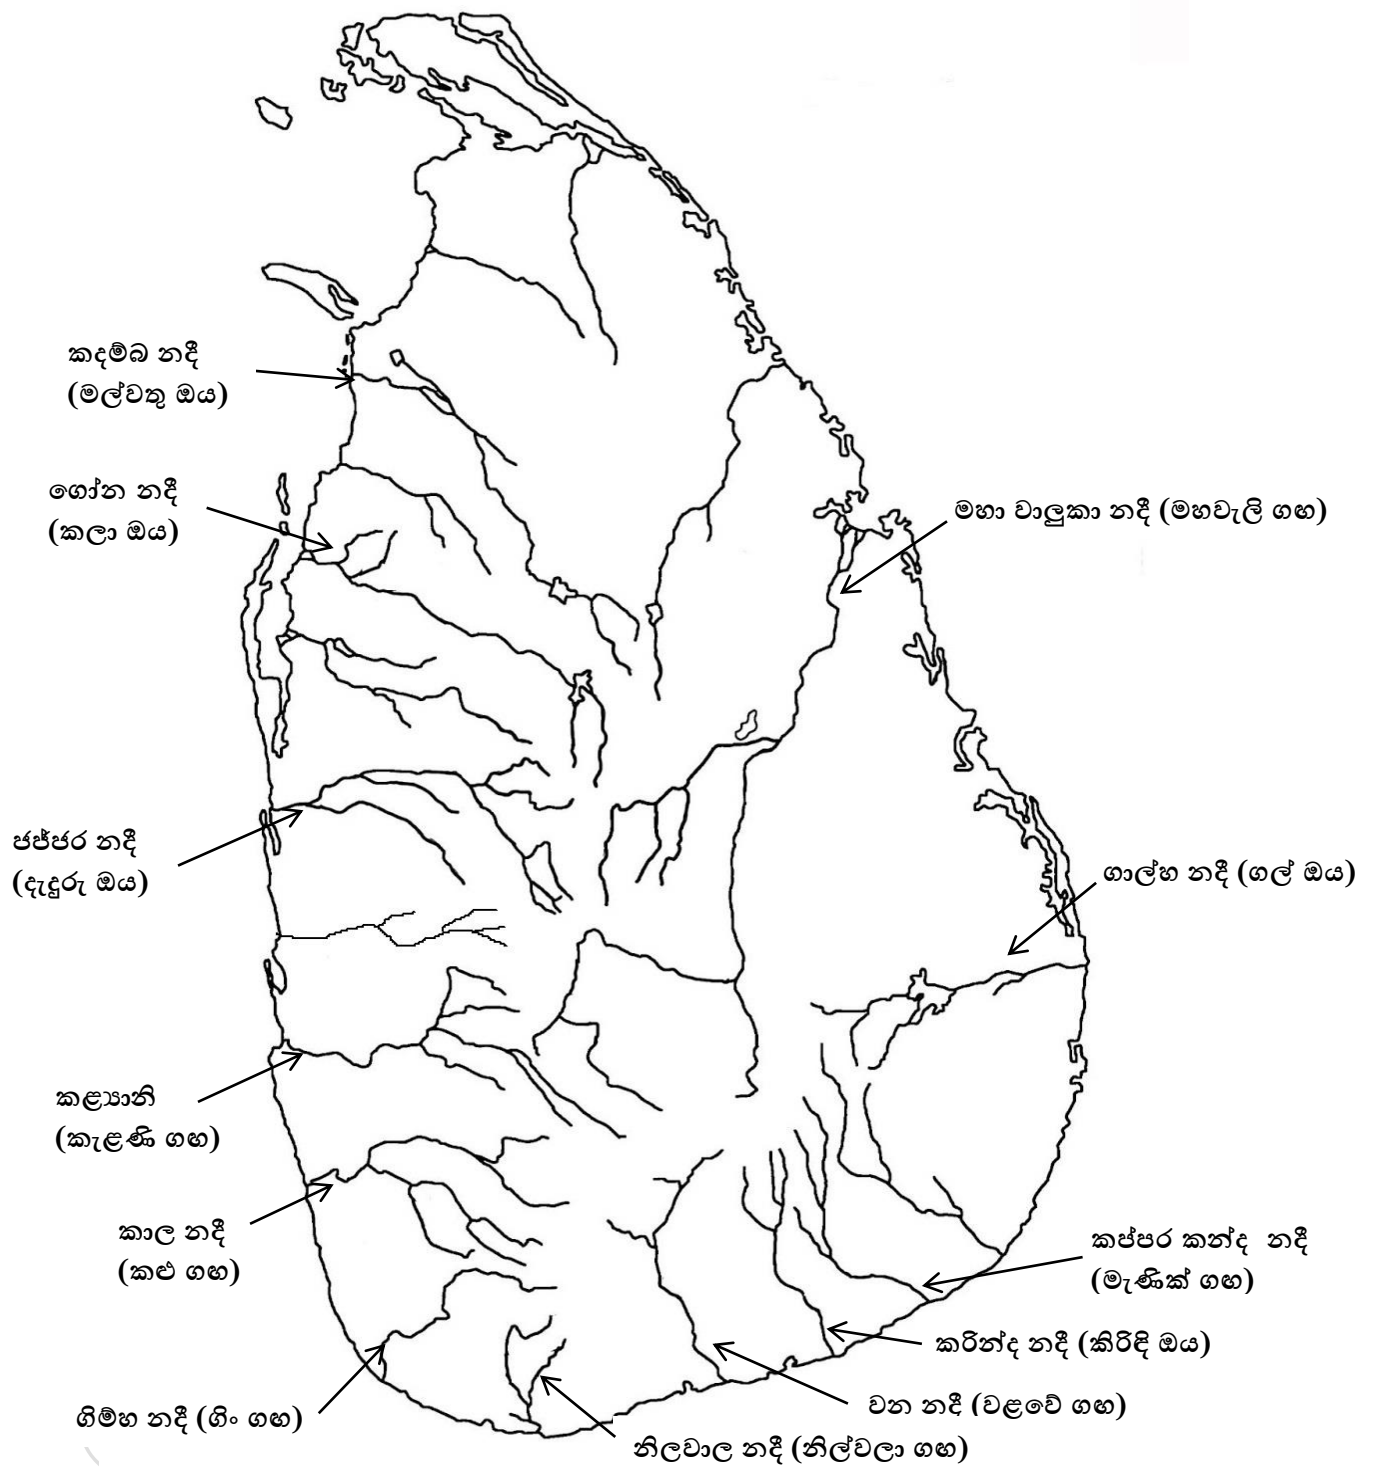 කදම්බ නදී
(මල්වතු ඔය)
ගෝන නදී
(කලා ඔය)
මහා වාලුකා නදී (මහවැලි ගඟ)
ජජ්ජර නදී
(දැදුරු ඔය)
ගාල්හ නදී (ගල් ඔය)
කළ්‍යානි
(කැළණි ගඟ)
කාල නදී
(කළු ගඟ)
කප්පර කන්ද නදී
(මැණික් ගඟ)
කරින්ද නදී (කිරිඳි ඔය)
වන නදී (වළවේ ගඟ)
ගිම්හ නදී (ගිං ගඟ)
නිලවාල නදී (නිල්වලා ගඟ)